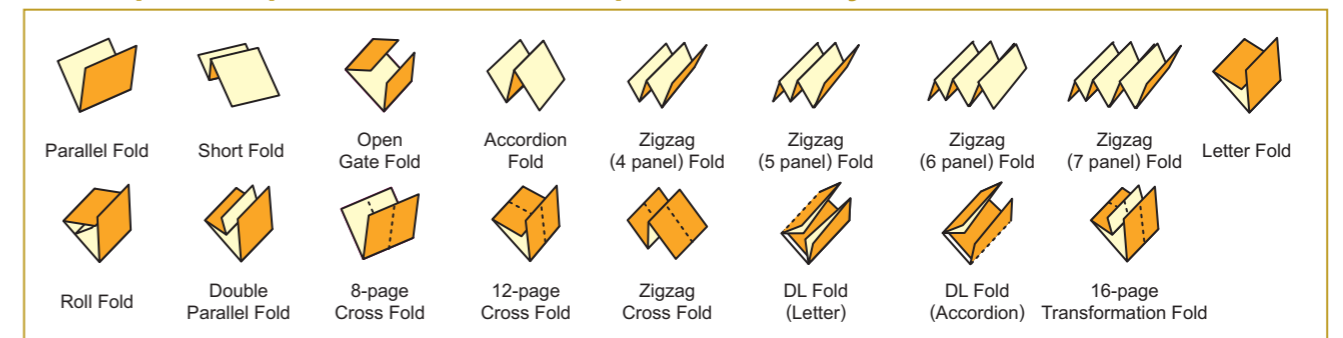 Parallel Fold
Short Fold
Open
Gate Fold
Accordion
Fold
Zigzag
(4 panel) Fold
Zigzag
(5 panel) Fold
Zigzag
(6 panel) Fold
Zigzag
(7 panel) Fold
Letter Fold
Roll Fold
Double
Parallel Fold
8-page
Cross Fold
12-page
Cross Fold
Zigzag
Cross Fold
DL Fold
(Letter)
DL Fold
(Accordion)
16-page
Transformation Fold